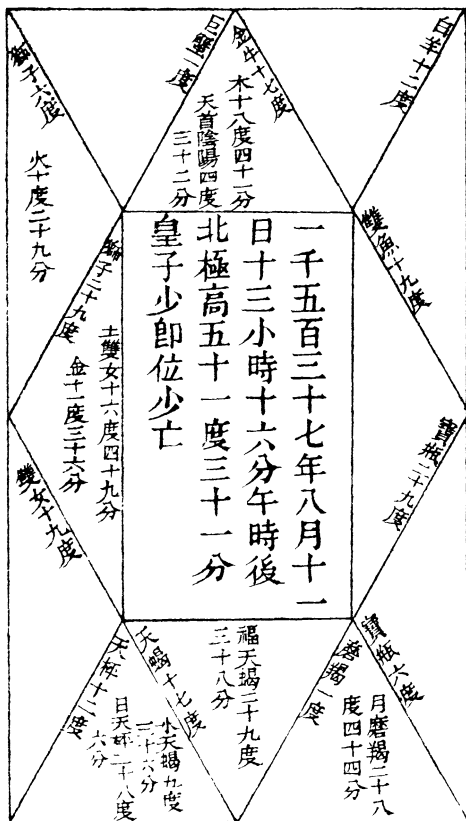 白羊十二度
金牛十七度
木十八度四十一分
天首陰陽四度
三十二分
巨蟹一度
獅子六度
火十度二十九分
雙魚十九度
一千五百三十七年八月十一
日十三小時十六分午時後
北極高五十一度三十一分
皇子少卽位少亡
獅子二十九度
土雙女十六度四十九分
金十一度三十六分
寶瓶二十九度
雙女十九度
寶瓶六度
月磨羯二十八
度四十四分
磨羯一度
福天蝎二十九度
三十八分
天蝎十七度
水天蝎九度
三十六分
日天秤二十八度
六分
天秤十二度